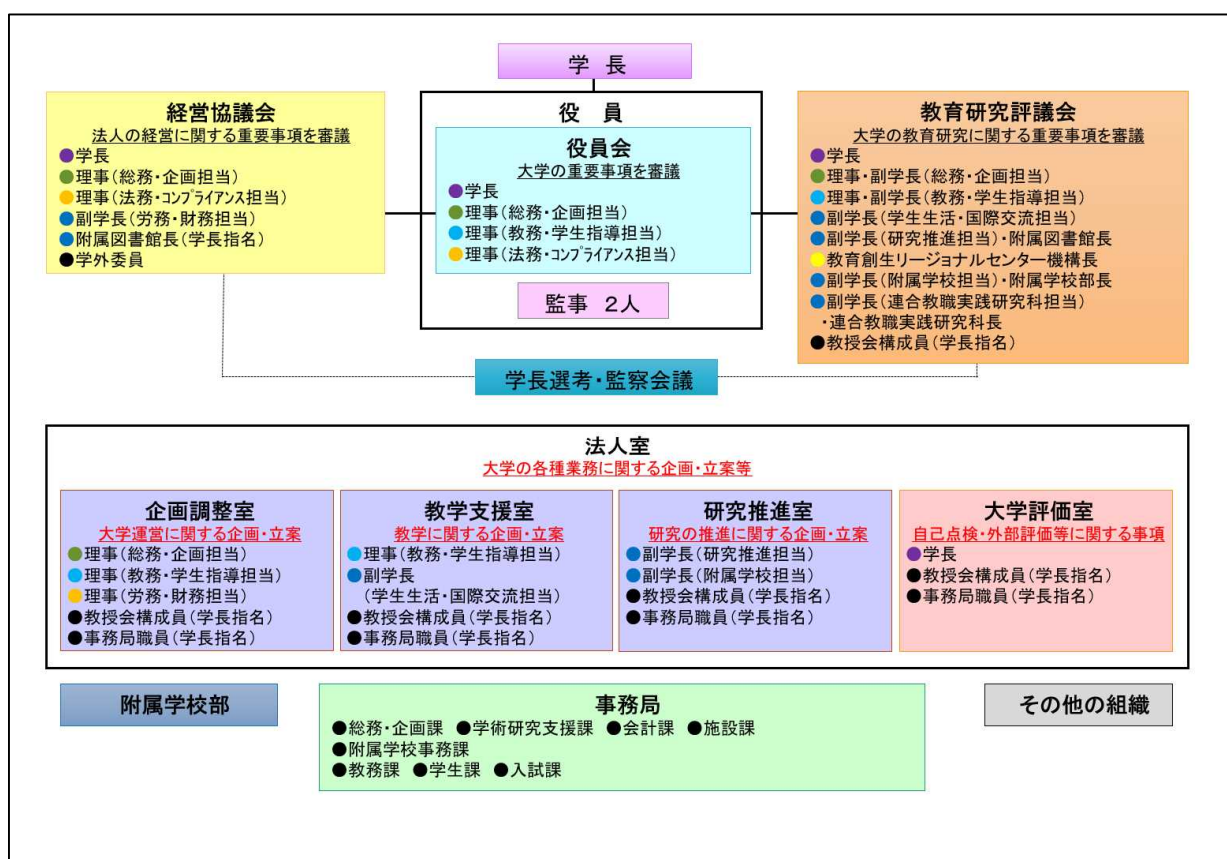 学 長
経営協議会
法人の経営に関する重要事項を審議
●学長
●理事(総務・企画担当)
●理事(法務・コンプライアンス担当)
●副学長(労務・財務担当)
●附属図書館長(学長指名)
●学外委員
役 員
役員会
大学の重要事項を審議
●学長
●理事(総務・企画担当)
●理事(教務・学生指導担当)
●理事(法務・コンプライアンス担当)
監事 2人
教育研究評議会
大学の教育研究に関する重要事項を審議
●学長
●理事・副学長(総務・企画担当)
●理事・副学長(教務・学生指導担当)
●副学長(学生生活・国際交流担当)
●副学長(研究推進担当)・附属図書館長
●教育創生リージョナルセンター機構長
●副学長(附属学校担当)・附属学校部長
●副学長(連合教職実践研究科担当)
・連合教職実践研究科長
●教授会構成員(学長指名)
学長選考・監察会議
法人室
大学の各種業務に関する企画・立案等
企画調整室
大学運営に関する企画・立案
●理事(総務・企画担当)
●理事(教務・学生指導担当)
●理事(労務・財務担当)
●教授会構成員(学長指名)
●事務局職員(学長指名)
教学支援室
教学に関する企画・立案
●理事(教務・学生指導担当)
●副学長
(学生生活・国際交流担当)
●教授会構成員(学長指名)
●事務局職員(学長指名)
研究推進室
研究の推進に関する企画・立案
●副学長(研究推進担当)
●副学長(附属学校担当)
●教授会構成員(学長指名)
●事務局職員(学長指名)
大学評価室
自己点検・外部評価等に関する事項
●学長
●教授会構成員(学長指名)
●事務局職員(学長指名)
附属学校部
事務局
●総務・企画課 ●学術研究支援課 ●会計課 ●施設課
●附属学校事務課
●教務課 ●学生課 ●入試課
その他の組織